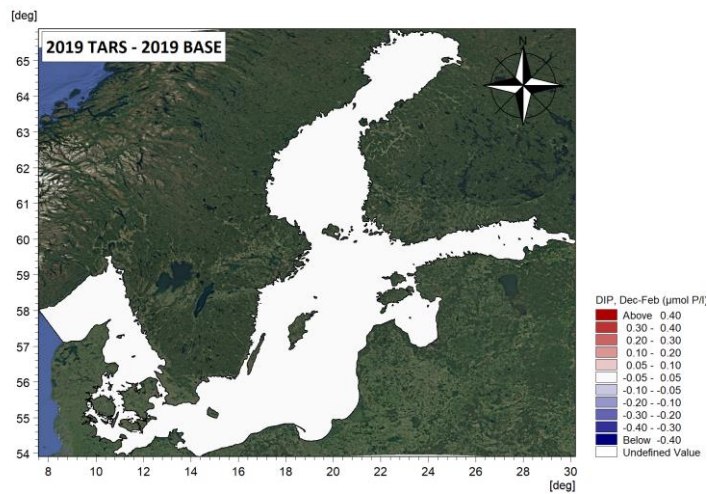 [deg]
2019 TARS - 2019 BASE
65
64
63
62
61
60
59
58
57
56
55
54
8 10 12 14 16 18 20 22 24 26 28 30
[deg]
DIP, Dec-Feb (µmol P/l)
Above 0.40
0.30 - 0.40
0.20 - 0.30
0.10 - 0.20
0.05 - 0.10
-0.05 - 0.05
-0.10 - -0.05
-0.20 - -0.10
-0.30 - -0.20
-0.40 - -0.30
Below -0.40
Undefined Value